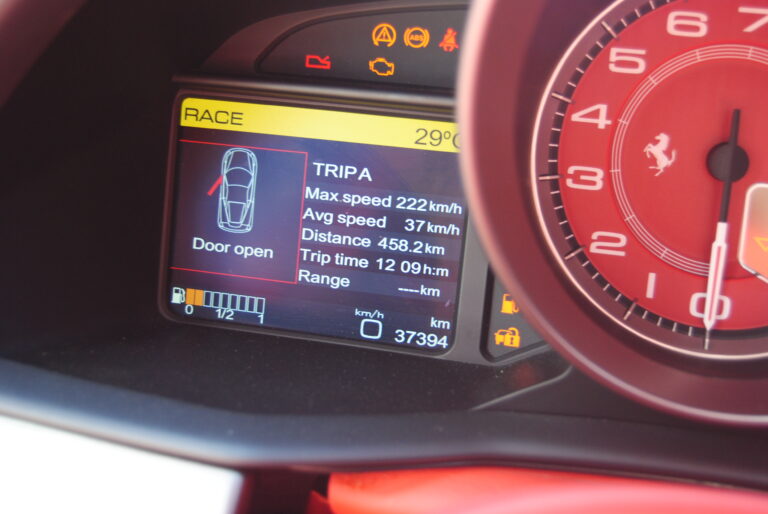 ABS
RACE
29°C
TRIP A
Max.speed 222 km/h
Avg speed 37 km/h
Distance 458.2 km
Trip time 12 09 h:m
Range ---- km
Door open
0 1/2 1
km/h
0
km
37394
0
1
2
3
4
5
6
7